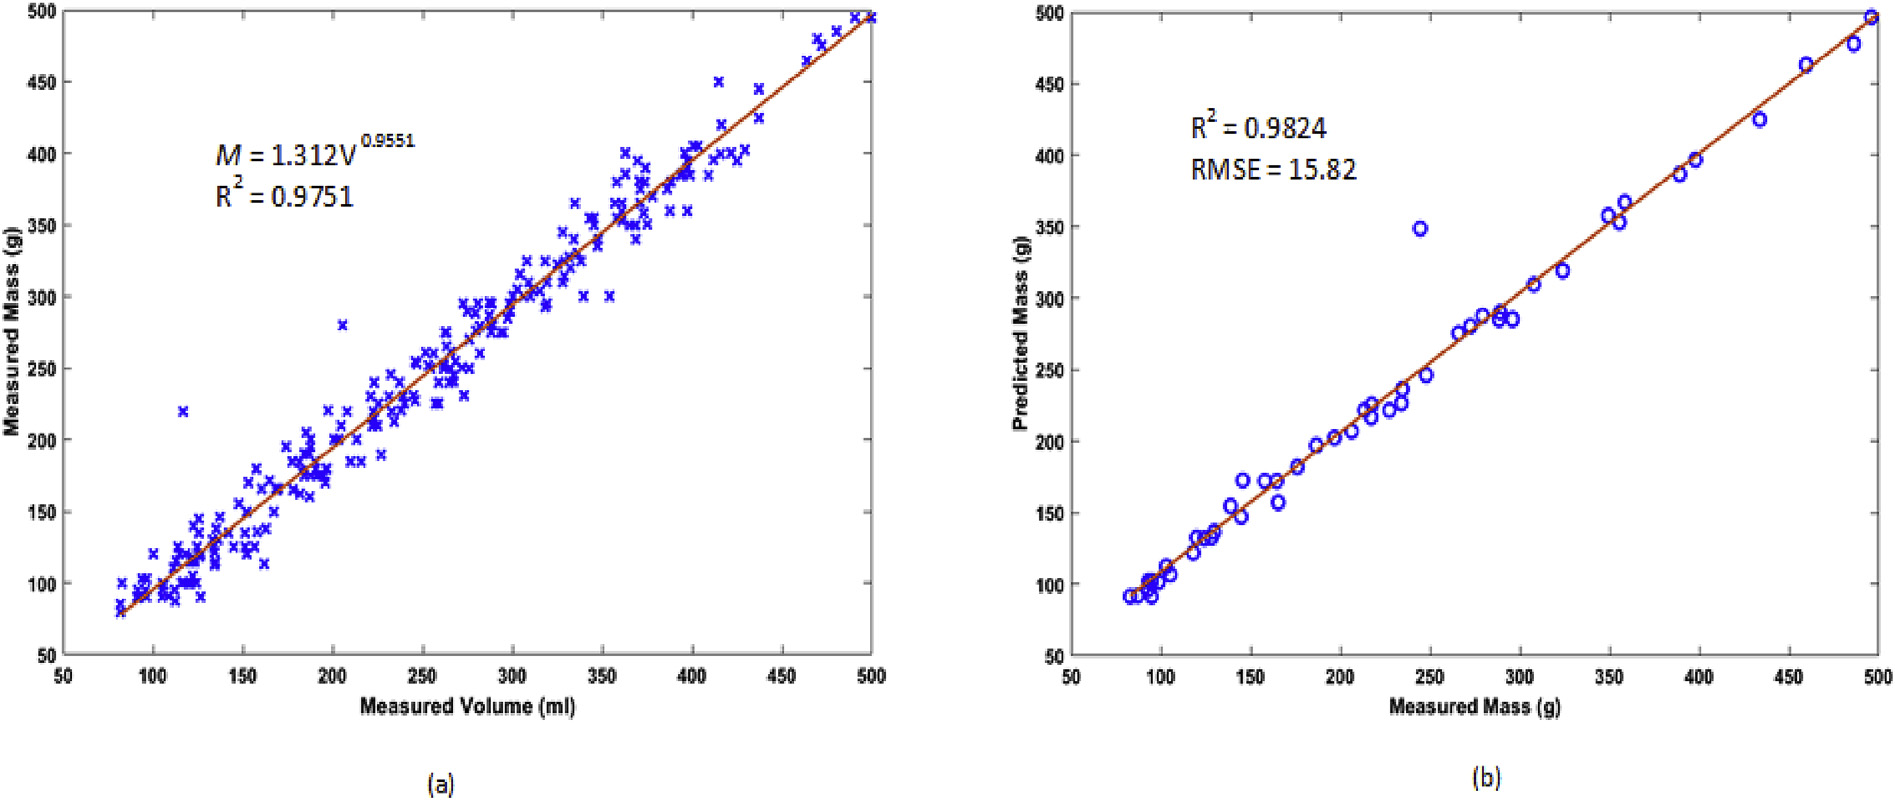 500
450
400
350
300
250
200
150
100
50
Measured Mass (g)
M = 1.312V^0.9551
R² = 0.9751
50 100 150 200 250 300 350 400 450 500
Measured Volume (ml)
(a)
500
450
400
350
300
250
200
150
100
50
Predicted Mass (g)
R² = 0.9824
RMSE = 15.82
50 100 150 200 250 300 350 400 450 500
Measured Mass (g)
(b)